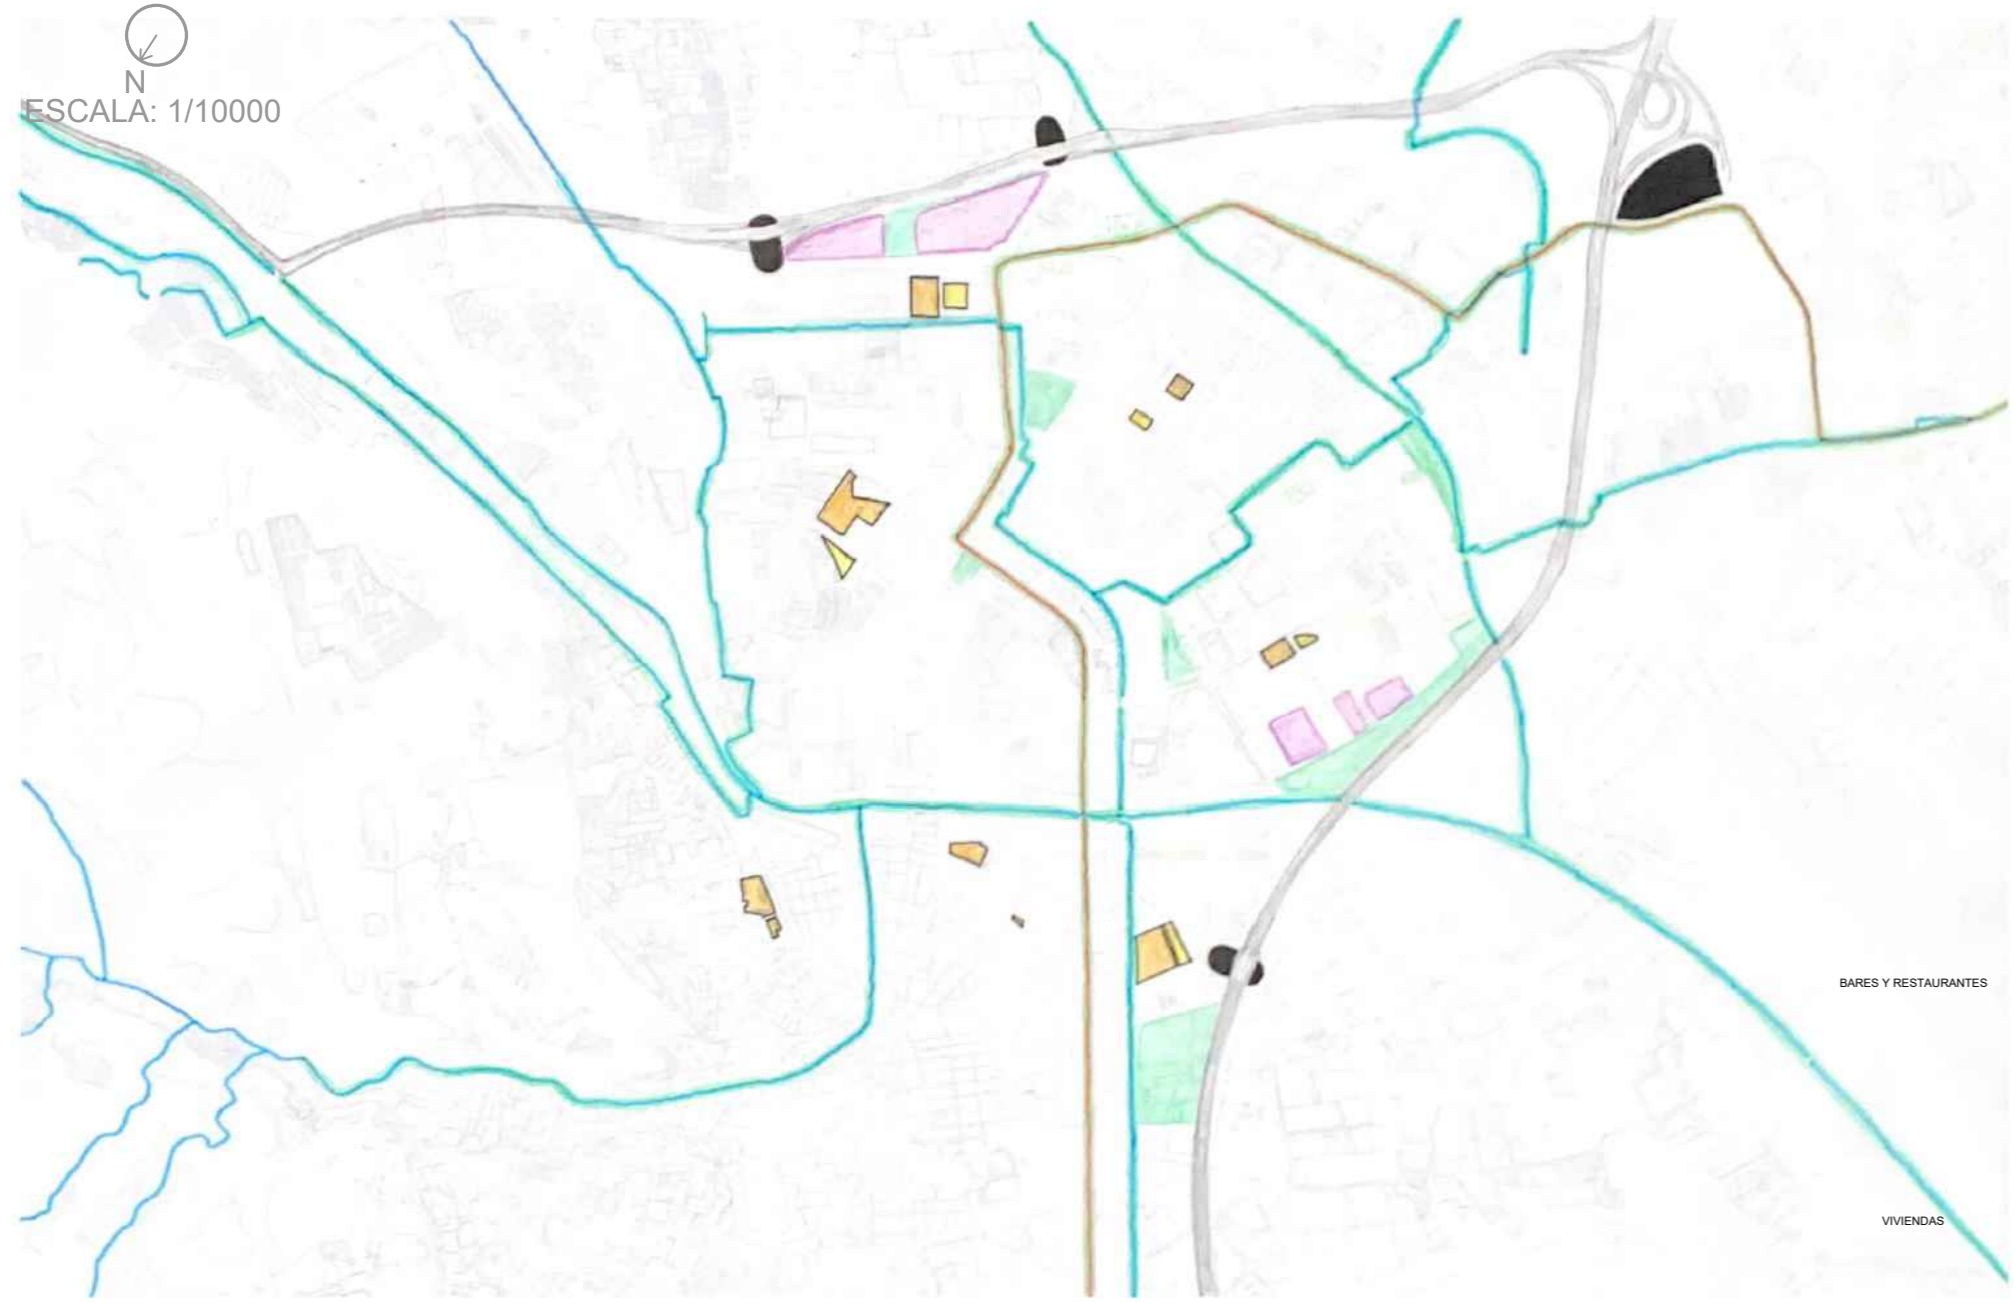 N
ESCALA: 1/10000
BARES Y RESTAURANTES
VIVIENDAS